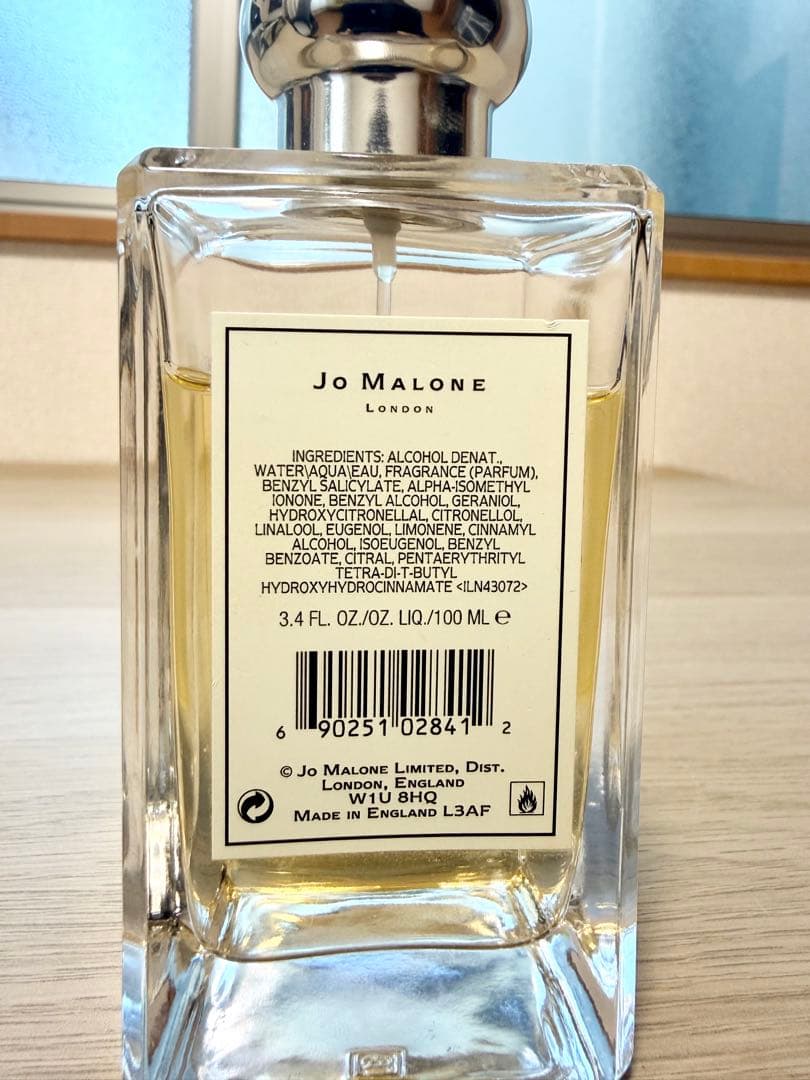 JO MALONE
LONDON
INGREDIENTS: ALCOHOL DENAT.,
WATER\AQUA\EAU, FRAGRANCE (PARFUM),
BENZYL SALICYLATE, ALPHA-ISOMETHYL
IONONE, BENZYL ALCOHOL, GERANIOL,
HYDROXYCITRONELLAL, CITRONELLOL,
LINALOOL, EUGENOL, LIMONENE, CINNAMYL
ALCOHOL, ISOEUGENOL, BENZYL
BENZOATE, CITRAL, PENTAERYTHRITYL
TETRA-DI-T-BUTYL
HYDROXYHYDROCINNAMATE <ILN43072>
3.4 FL. OZ./OZ. LIQ./100 ML ℮
6 90251 02841 2
© JO MALONE LIMITED, DIST.
LONDON, ENGLAND
W1U 8HQ
MADE IN ENGLAND L3AF